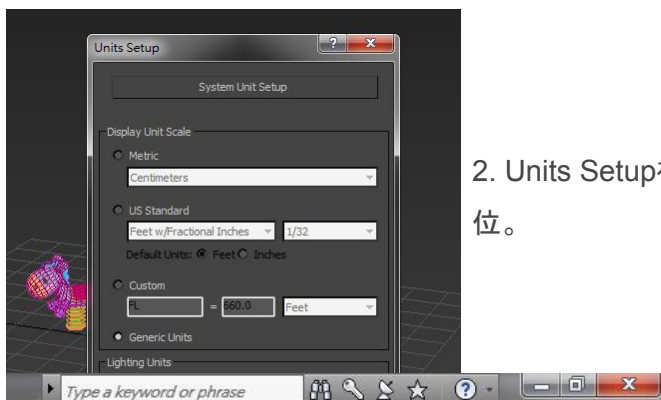 Units Setup
System Unit Setup
Display Unit Scale
Metric
Centimeters
US Standard
Feet w/Fractional Inches 1/32
Default Units: Feet Inches
Custom
FL = 660.0 Feet
Generic Units
Lighting Units
Type a keyword or phrase
2. Units Setup
位。